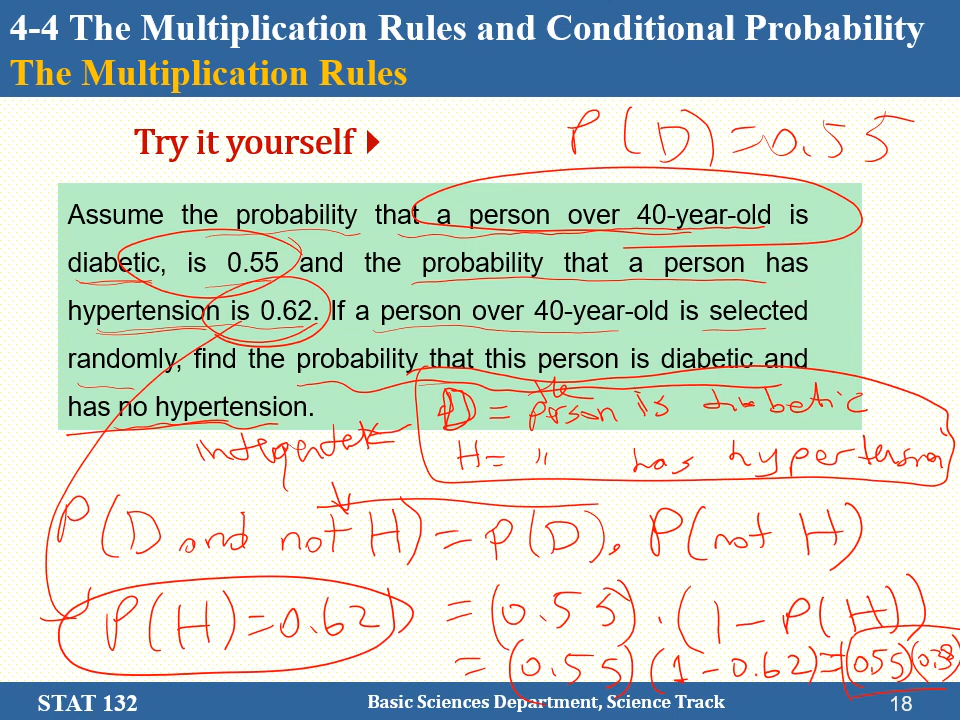 4-4 The Multiplication Rules and Conditional Probability
The Multiplication Rules
Try it yourself
P(D)=0.55
Assume the probability that a person over 40-year-old is
diabetic, is 0.55 and the probability that a person has
hypertension is 0.62. If a person over 40-year-old is selected
randomly, find the probability that this person is diabetic and
has no hypertension.
D = the person is diabetic
H = " has hypertension
P(D and not H) = P(D). P(not H)
P(H)=0.62
= (0.55) . (1 - P(H))
= (0.55)(1-0.62)=(0.55)(0.38)
STAT 132
Basic Sciences Department, Science Track
18